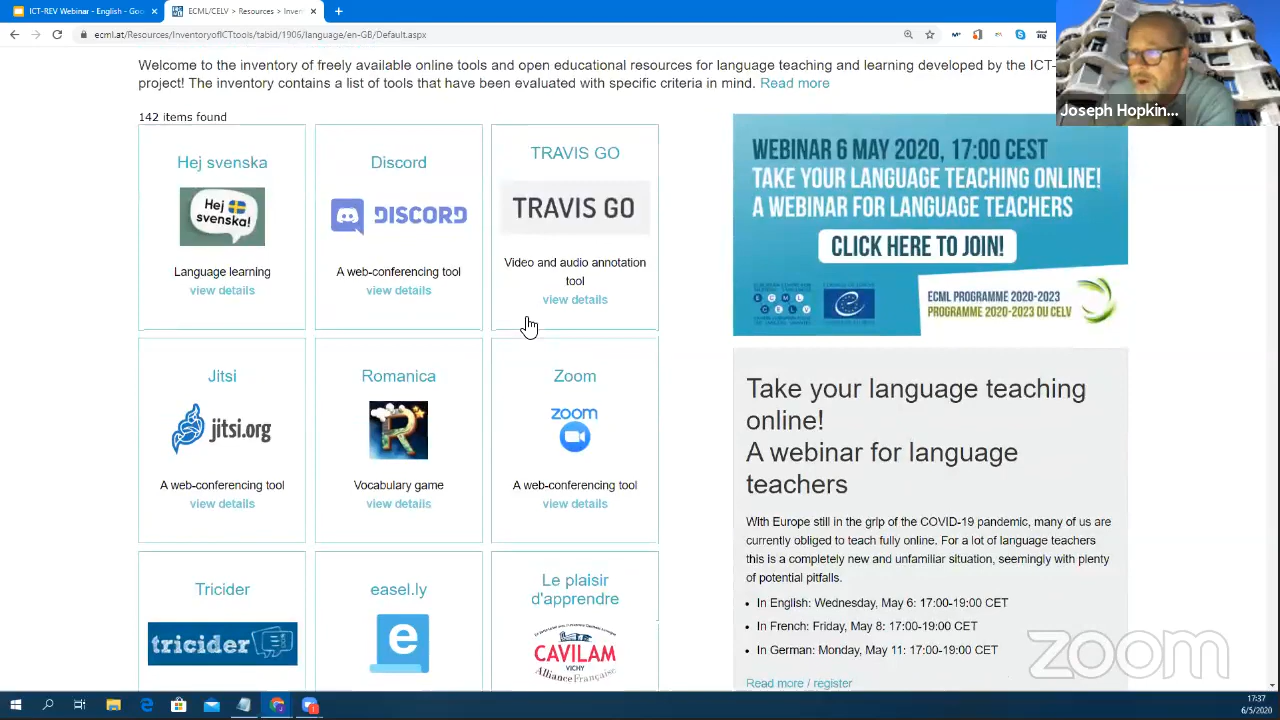 ICT-REV Webinar - English - Goo
ECML/CELV > Resources > Inven
ecml.at/Resources/InventoryofICTtools/tabid/1906/language/en-GB/Default.aspx
Joseph Hopkin...
Welcome to the inventory of freely available online tools and open educational resources for language teaching and learning developed by the ICT-
project! The inventory contains a list of tools that have been evaluated with specific criteria in mind. Read more
142 items found
Hej svenska
Hej
svenska!
Language learning
view details
Discord
DISCORD
A web-conferencing tool
view details
TRAVIS GO
TRAVIS GO
Video and audio annotation
tool
view details
Jitsi
jitsi.org
A web-conferencing tool
view details
Romanica
R
Vocabulary game
view details
Zoom
zoom
A web-conferencing tool
view details
Tricider
tricider
easel.ly
e
Le plaisir
d'apprendre
CAVILAM
VICHY
Alliance Française
WEBINAR 6 MAY 2020, 17:00 CEST
TAKE YOUR LANGUAGE TEACHING ONLINE!
A WEBINAR FOR LANGUAGE TEACHERS
CLICK HERE TO JOIN!
E C M L
C E L V
ECML PROGRAMME 2020-2023
PROGRAMME 2020-2023 DU CELV
Take your language teaching
online!
A webinar for language
teachers
With Europe still in the grip of the COVID-19 pandemic, many of us are
currently obliged to teach fully online. For a lot of language teachers
this is a completely new and unfamiliar situation, seemingly with plenty
of potential pitfalls.
• In English: Wednesday, May 6: 17:00-19:00 CET
• In French: Friday, May 8: 17:00-19:00 CET
• In German: Monday, May 11: 17:00-19:00 CET
Read more / register
zoom
17:37
6/5/2020